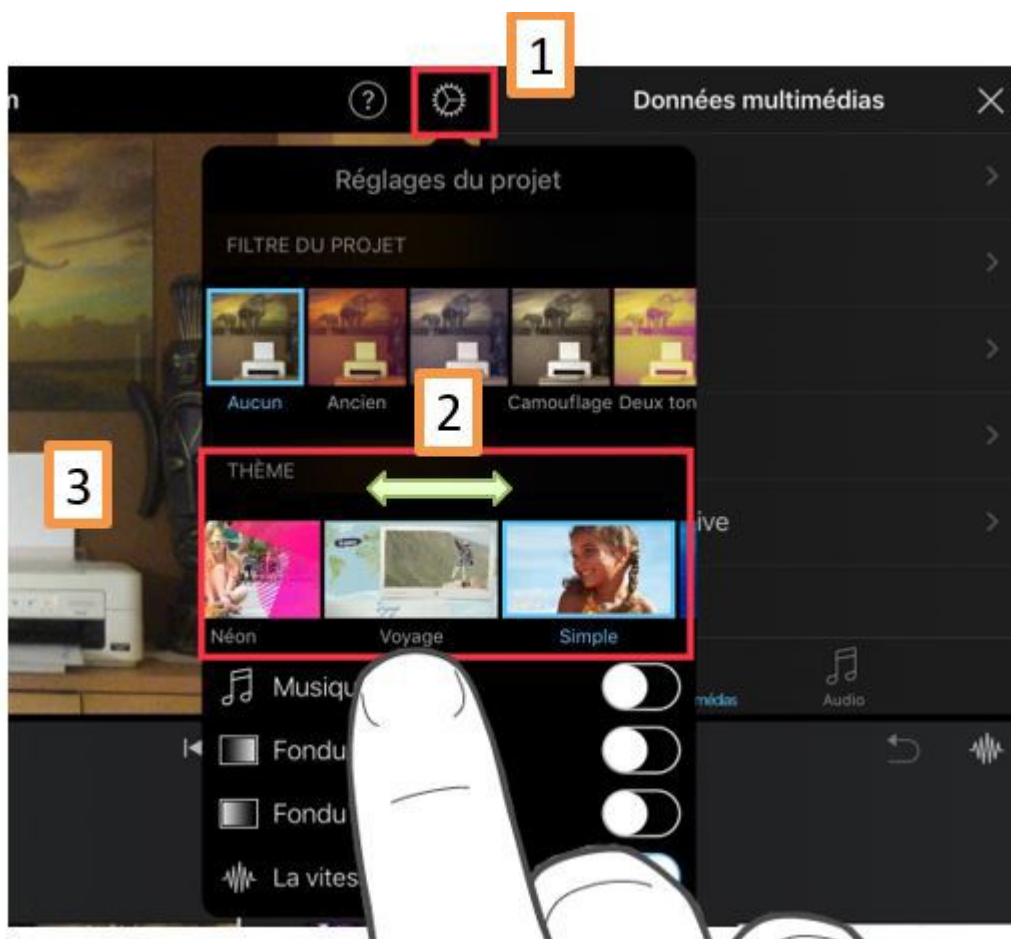 1
n
?
Données multimédias
Réglages du projet
FILTRE DU PROJET
Aucun
Ancien
Camouflage
Deux ton
2
THÈME
3
ive
Néon
Voyage
Simple
Musiqu
médias
Audio
Fondu
Fondu
La vites